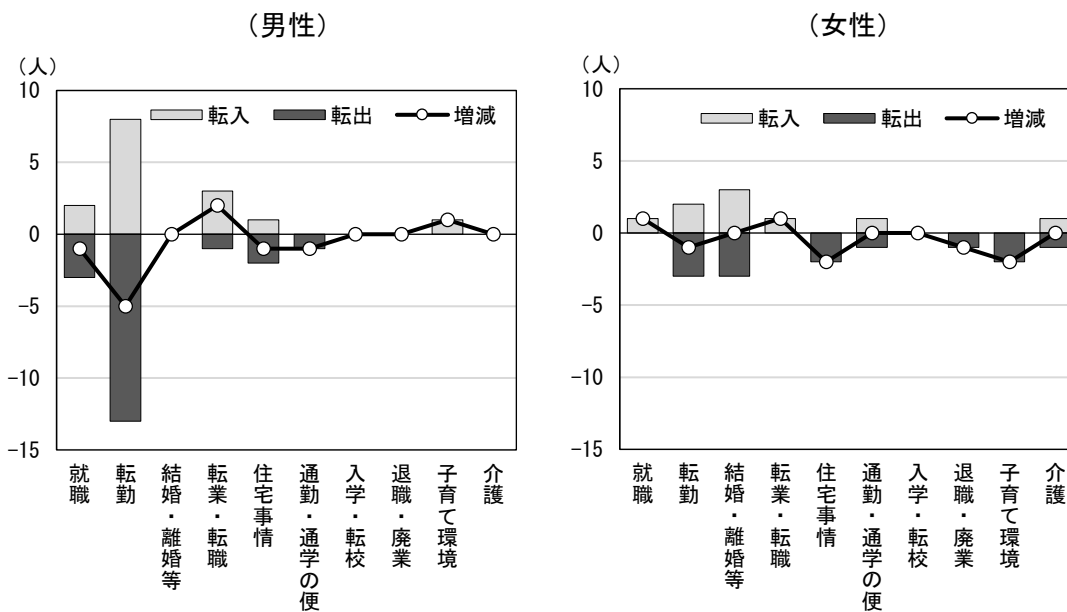 (男性)
(人)
転入 転出 増減
10
5
0
-5
-10
-15
就職
転勤
結婚・離婚等
転業・転職
住宅事情
通勤・通学の便
入学・転校
退職・廃業
子育て環境
介護
(女性)
(人)
転入 転出 増減
10
5
0
-5
-10
-15
就職
転勤
結婚・離婚等
転業・転職
住宅事情
通勤・通学の便
入学・転校
退職・廃業
子育て環境
介護